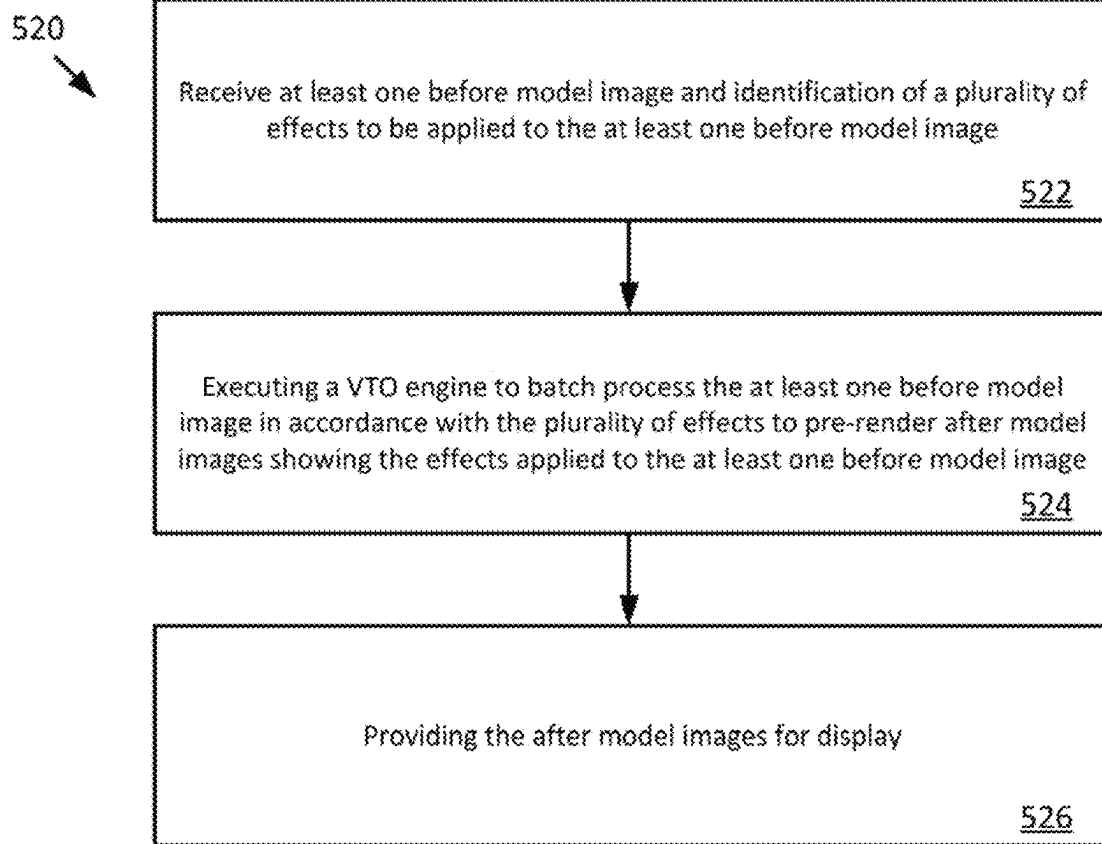 520
Receive at least one before model image and identification of a plurality of
effects to be applied to the at least one before model image
522
Executing a VTO engine to batch process the at least one before model
image in accordance with the plurality of effects to pre-render after model
images showing the effects applied to the at least one before model image
524
Providing the after model images for display
526